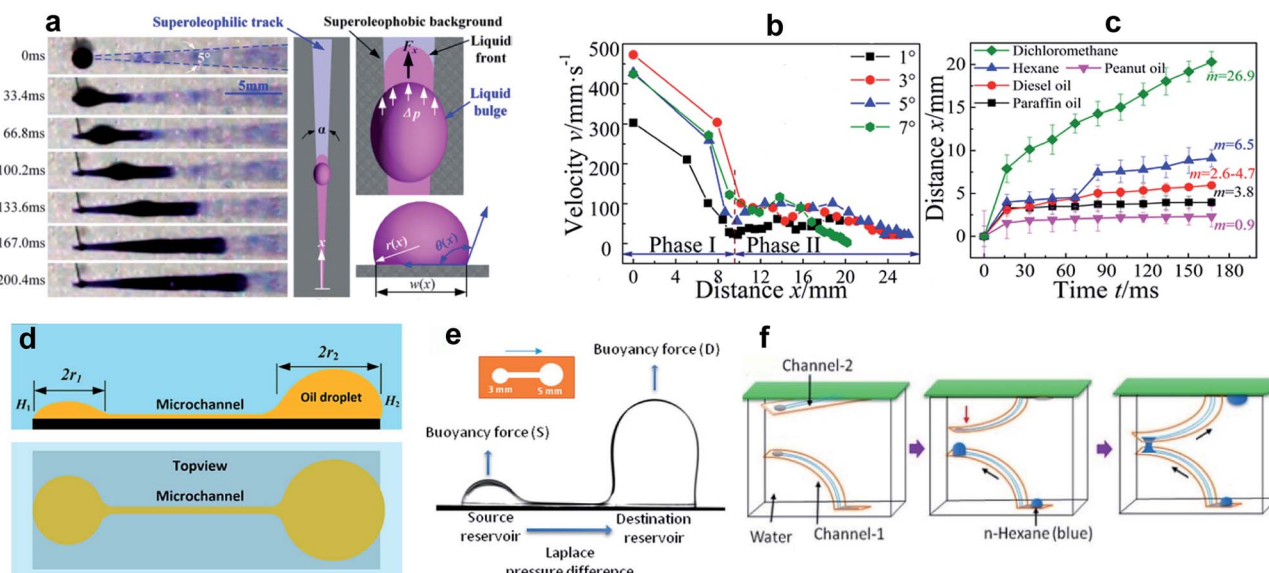 a
Superoleophilic track
Superoleophobic background
0ms
33.4ms
66.8ms
100.2ms
133.6ms
167.0ms
200.4ms
5°
5mm
α
x
Fx
Liquid
front
Liquid
bulge
Δp
r(x)
θ(x)
w(x)
b
Velocity v/mm·s⁻¹
500
400
300
200
100
0
1°
3°
5°
7°
Phase I
Phase II
0 4 8 12 16 20 24
Distance x/mm
c
Distance x/mm
20
15
10
5
0
Dichloromethane
Hexane
Peanut oil
Diesel oil
Paraffin oil
m=26.9
m=6.5
m=2.6-4.7
m=3.8
m=0.9
0 30 60 90 120 150 180
Time t/ms
d
2r1
2r2
H1
Microchannel
Oil droplet
H2
Topview
Microchannel
e
3 mm
5 mm
Buoyancy force (D)
Buoyancy force (S)
Source
reservoir
Destination
reservoir
Laplace
pressure difference
f
Channel-2
Water
Channel-1
n-Hexane (blue)